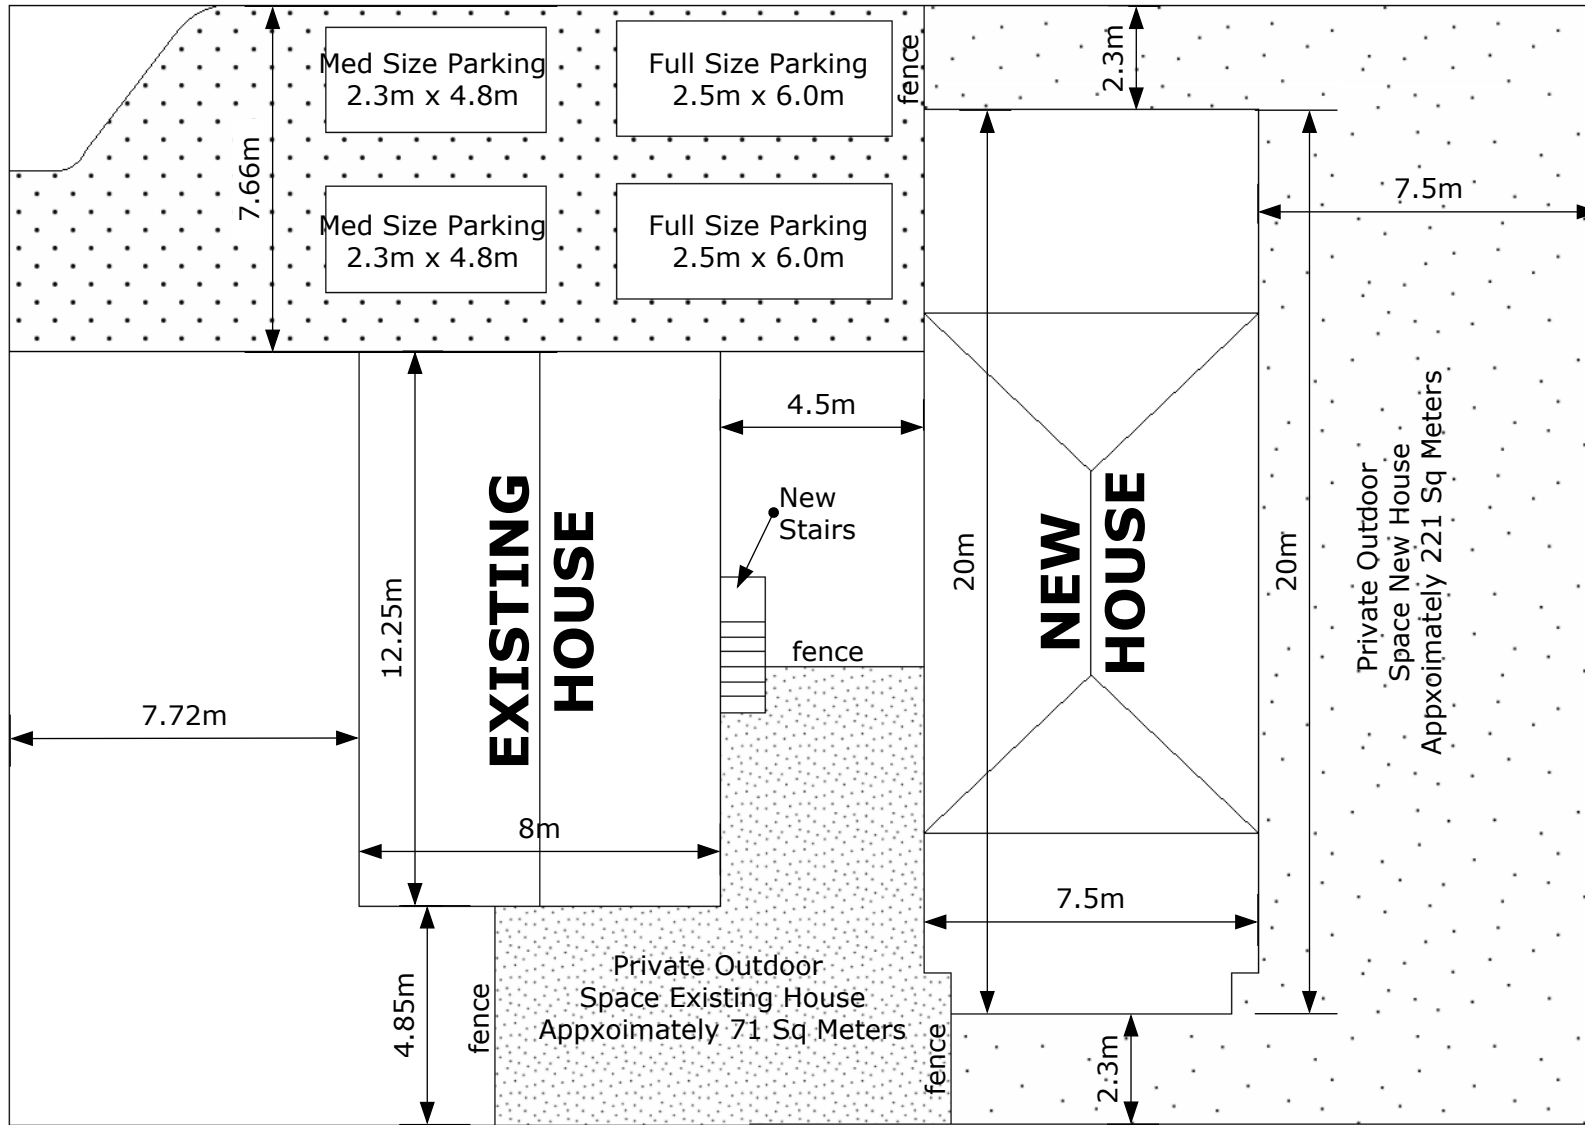 Med Size Parking
2.3m x 4.8m
Full Size Parking
2.5m x 6.0m
fence
2.3m
7.66m
Med Size Parking
2.3m x 4.8m
Full Size Parking
2.5m x 6.0m
7.5m
4.5m
New
Stairs
EXISTING
HOUSE
12.25m
20m
NEW
HOUSE
20m
Private Outdoor
Space New House
Appxoimately 221 Sq Meters
fence
7.72m
8m
7.5m
Private Outdoor
Space Existing House
Appxoimately 71 Sq Meters
4.85m
fence
fence
2.3m